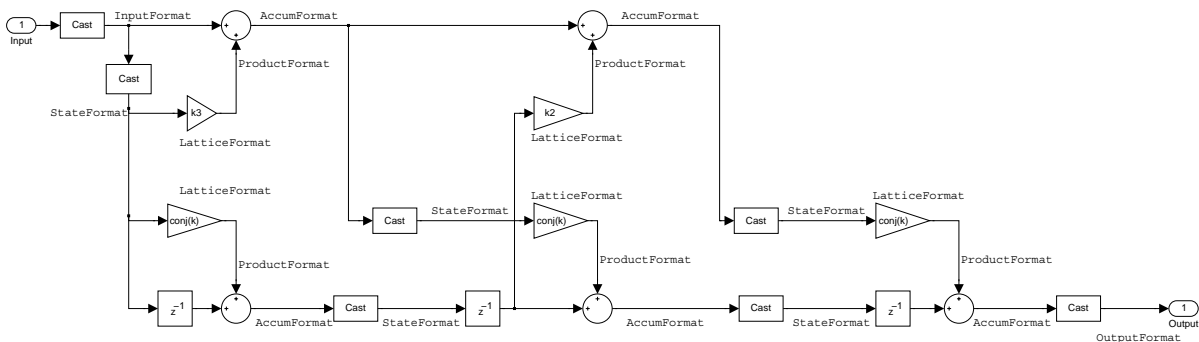 1
Input
Cast
InputFormat
+
+
AccumFormat
+
+
AccumFormat
Cast
ProductFormat
ProductFormat
StateFormat
k3
k2
LatticeFormat
LatticeFormat
LatticeFormat
LatticeFormat
LatticeFormat
conj(k)
Cast
StateFormat
conj(k)
Cast
StateFormat
conj(k)
ProductFormat
ProductFormat
ProductFormat
z−1
+
+
AccumFormat
Cast
StateFormat
z−1
+
+
AccumFormat
Cast
StateFormat
z−1
+
+
AccumFormat
Cast
OutputFormat
1
Output